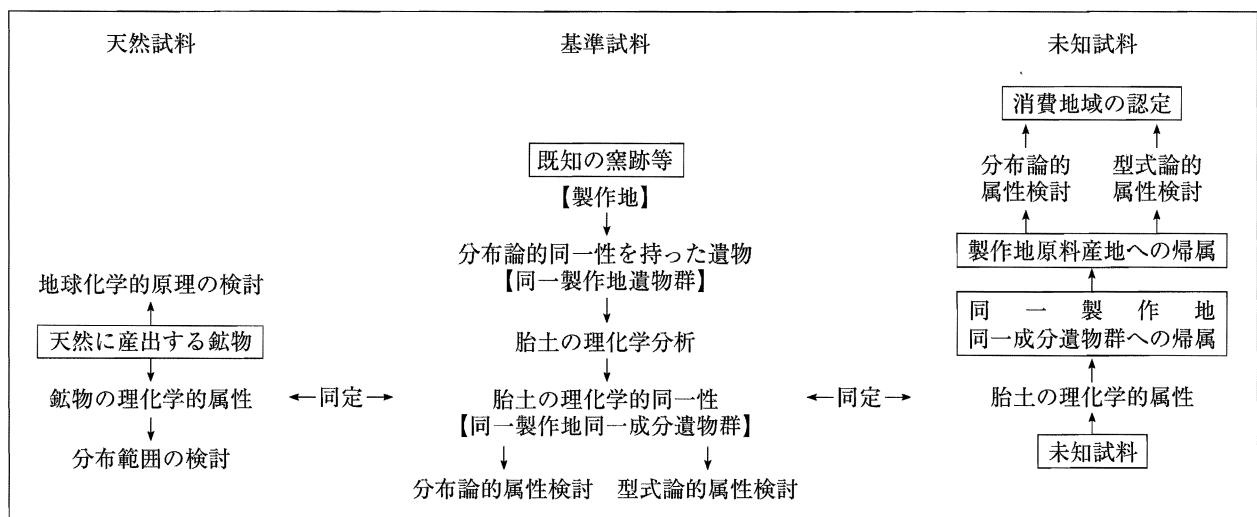 天然試料
地球化学的原理の検討
天然に産出する鉱物
鉱物の理化学的属性
分布範囲の検討
←同定→
基準試料
既知の窯跡等
【製作地】
分布論的同一性を持った遺物
【同一製作地遺物群】
胎土の理化学分析
胎土の理化学的同一性
【同一製作地同一成分遺物群】
分布論的属性検討 型式論的属性検討
←同定→
未知試料
消費地域の認定
分布論的
属性検討
型式論的
属性検討
製作地原料産地への帰属
同一製作地
同一成分遺物群への帰属
胎土の理化学的属性
未知試料